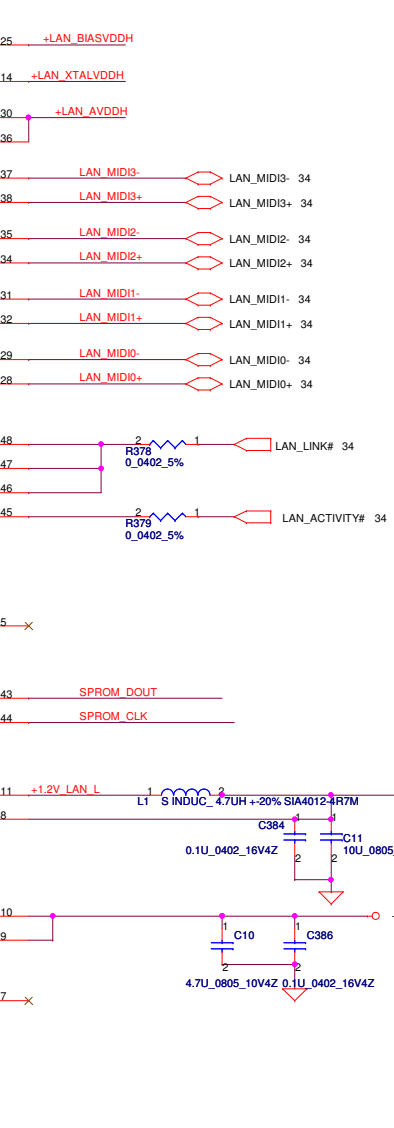 25 +LAN_BIASVDDH
14 +LAN_XTALVDDH
30 +LAN_AVDDH
36
37 LAN_MIDI3- LAN_MIDI3- 34
38 LAN_MIDI3+ LAN_MIDI3+ 34
35 LAN_MIDI2- LAN_MIDI2- 34
34 LAN_MIDI2+ LAN_MIDI2+ 34
31 LAN_MIDI1- LAN_MIDI1- 34
32 LAN_MIDI1+ LAN_MIDI1+ 34
29 LAN_MIDI0- LAN_MIDI0- 34
28 LAN_MIDI0+ LAN_MIDI0+ 34
48 2 1 LAN_LINK# 34
R378
47 0_0402_5%
46
45 2 1 LAN_ACTIVITY# 34
R379
0_0402_5%
5
43 SPROM_DOUT
44 SPROM_CLK
11 +1.2V_LAN_L 1 2
L1 S INDUC_ 4.7UH +-20% SIA4012-4R7M
8 1 1
C384 C11
0.1U_0402_16V4Z 10U_0805_
2 2
10
1 1
9 C10 C386
2 2
4.7U_0805_10V4Z 0.1U_0402_16V4Z
7